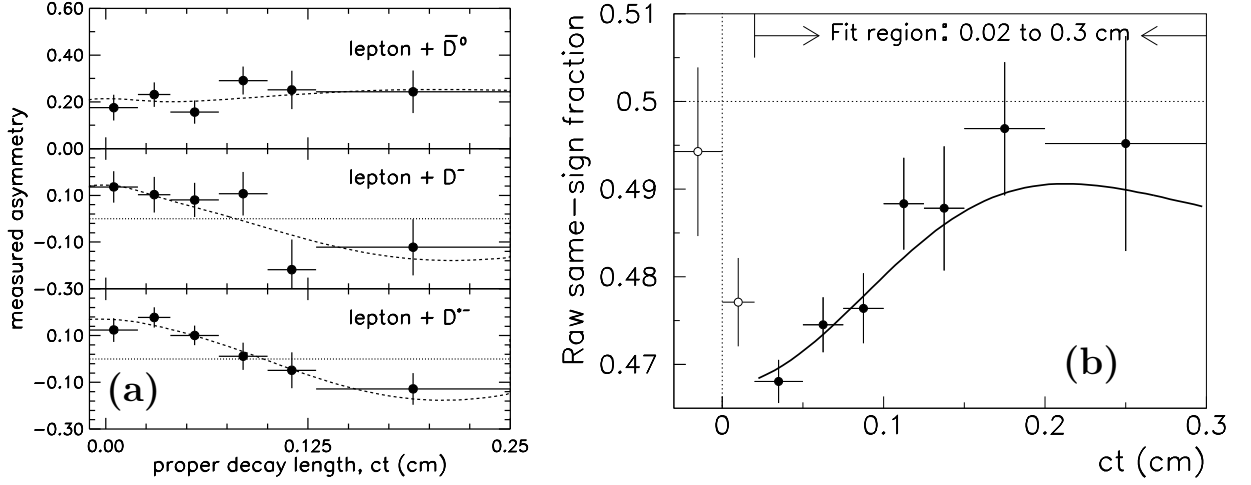 measured asymmetry
0.60
0.40
0.20
0.00
lepton + D̅⁰
0.10
−0.10
−0.30
lepton + D⁻
0.10
−0.10
−0.30
lepton + D*⁻
(a)
0.00 0.125 0.25
proper decay length, ct (cm)
Raw same−sign fraction
0.51
0.5
0.49
0.48
0.47
Fit region: 0.02 to 0.3 cm
(b)
0 0.1 0.2 0.3
ct (cm)